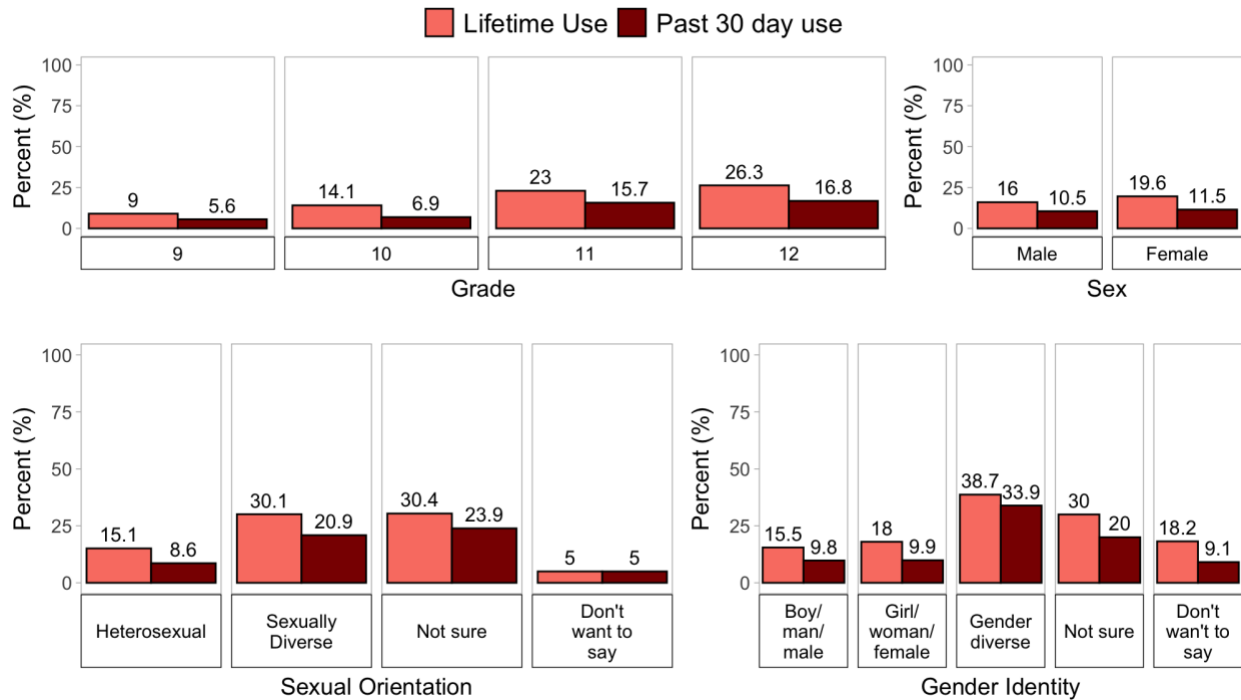 Lifetime Use Past 30 day use
Percent (%)
100
75
50
25
0
9 5.6
14.1 6.9
23 15.7
26.3 16.8
9 10 11 12
Grade
Percent (%)
100
75
50
25
0
16 10.5
19.6 11.5
Male Female
Sex
Percent (%)
100
75
50
25
0
15.1 8.6
30.1 20.9
30.4 23.9
5 5
Heterosexual
Sexually
Diverse
Not sure
Don't
want to
say
Sexual Orientation
Percent (%)
100
75
50
25
0
15.5 9.8
18 9.9
38.7 33.9
30 20
18.2 9.1
Boy/
man/
male
Girl/
woman/
female
Gender
diverse
Not sure
Don't
wan't to
say
Gender Identity